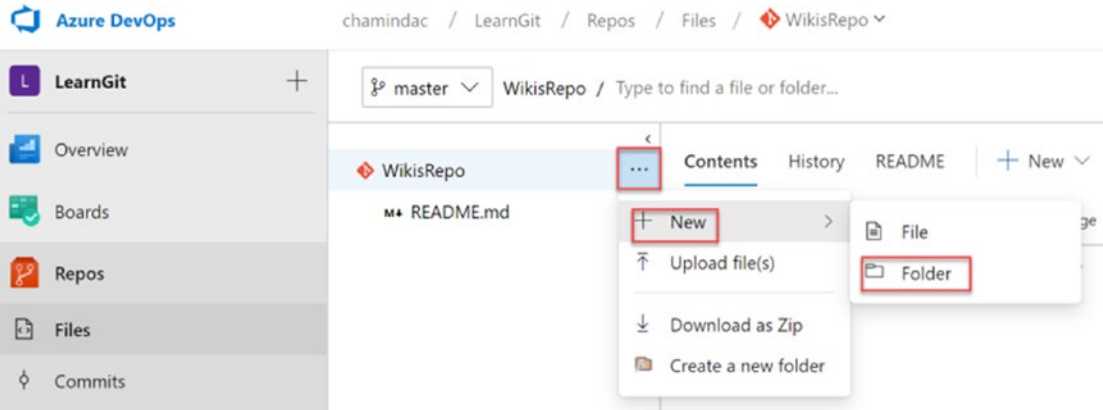 Azure DevOps
chamindac / LearnGit / Repos / Files / WikisRepo
L LearnGit
master WikisRepo / Type to find a file or folder...
Overview
WikisRepo
... Contents History README + New
Boards
M↓ README.md
+ New >
File
Repos
Upload file(s)
Folder
Files
Download as Zip
Commits
Create a new folder